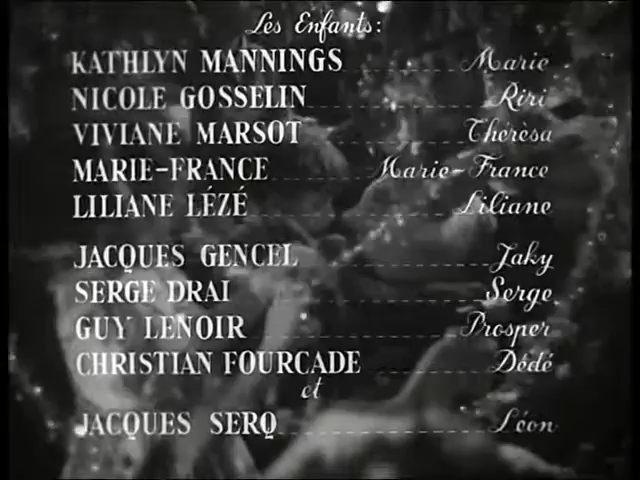 Les Enfants:
KATHLYN MANNINGS Marie
NICOLE GOSSELIN Riri
VIVIANE MARSOT Thérèsa
MARIE-FRANCE Marie-France
LILIANE LÉZÉ Liliane
JACQUES GENCEL Jaky
SERGE DRAI Serge
GUY LENOIR Prosper
CHRISTIAN FOURCADE Dédé
et
JACQUES SERQ Léon